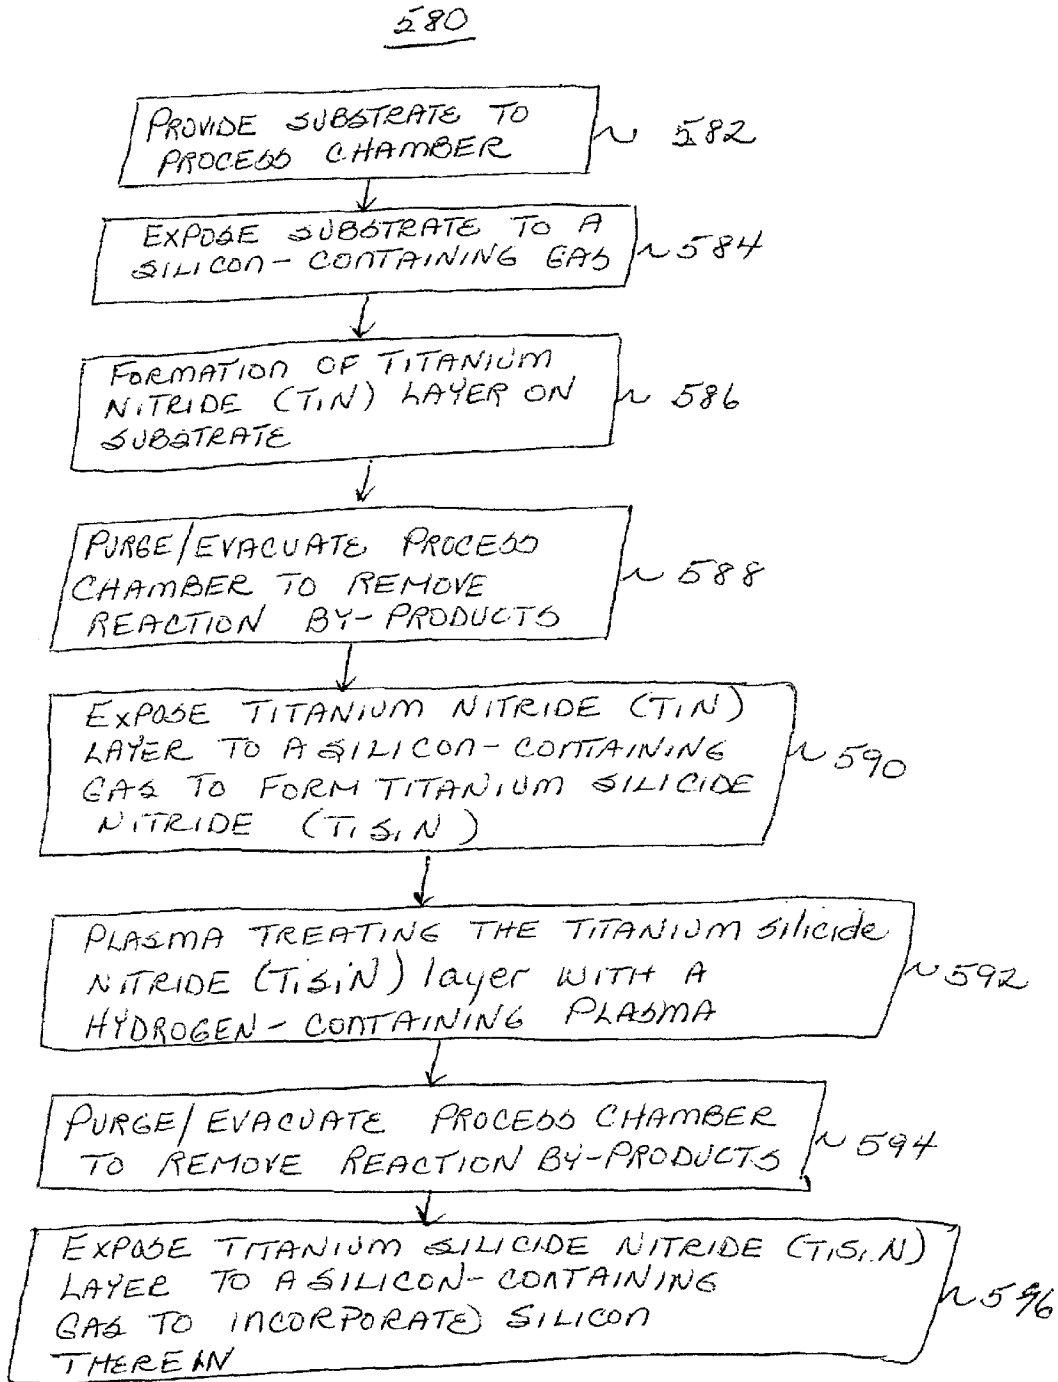 580
PROVIDE SUBSTRATE TO
PROCESS CHAMBER
582
EXPOSE SUBSTRATE TO A
SILICON-CONTAINING GAS
584
FORMATION OF TITANIUM
NITRIDE (TiN) LAYER ON
SUBSTRATE
586
PURGE/EVACUATE PROCESS
CHAMBER TO REMOVE
REACTION BY-PRODUCTS
588
EXPOSE TITANIUM NITRIDE (TiN)
LAYER TO A SILICON-CONTAINING
GAS TO FORM TITANIUM SILICIDE
NITRIDE (TiSiN)
590
PLASMA TREATING THE TITANIUM silicide
NITRIDE (TiSiN) layer WITH A
HYDROGEN-CONTAINING PLASMA
592
PURGE/EVACUATE PROCESS CHAMBER
TO REMOVE REACTION BY-PRODUCTS
594
EXPOSE TITANIUM SILICIDE NITRIDE (TiSiN)
LAYER TO A SILICON-CONTAINING
GAS TO INCORPORATE SILICON
THEREIN
596